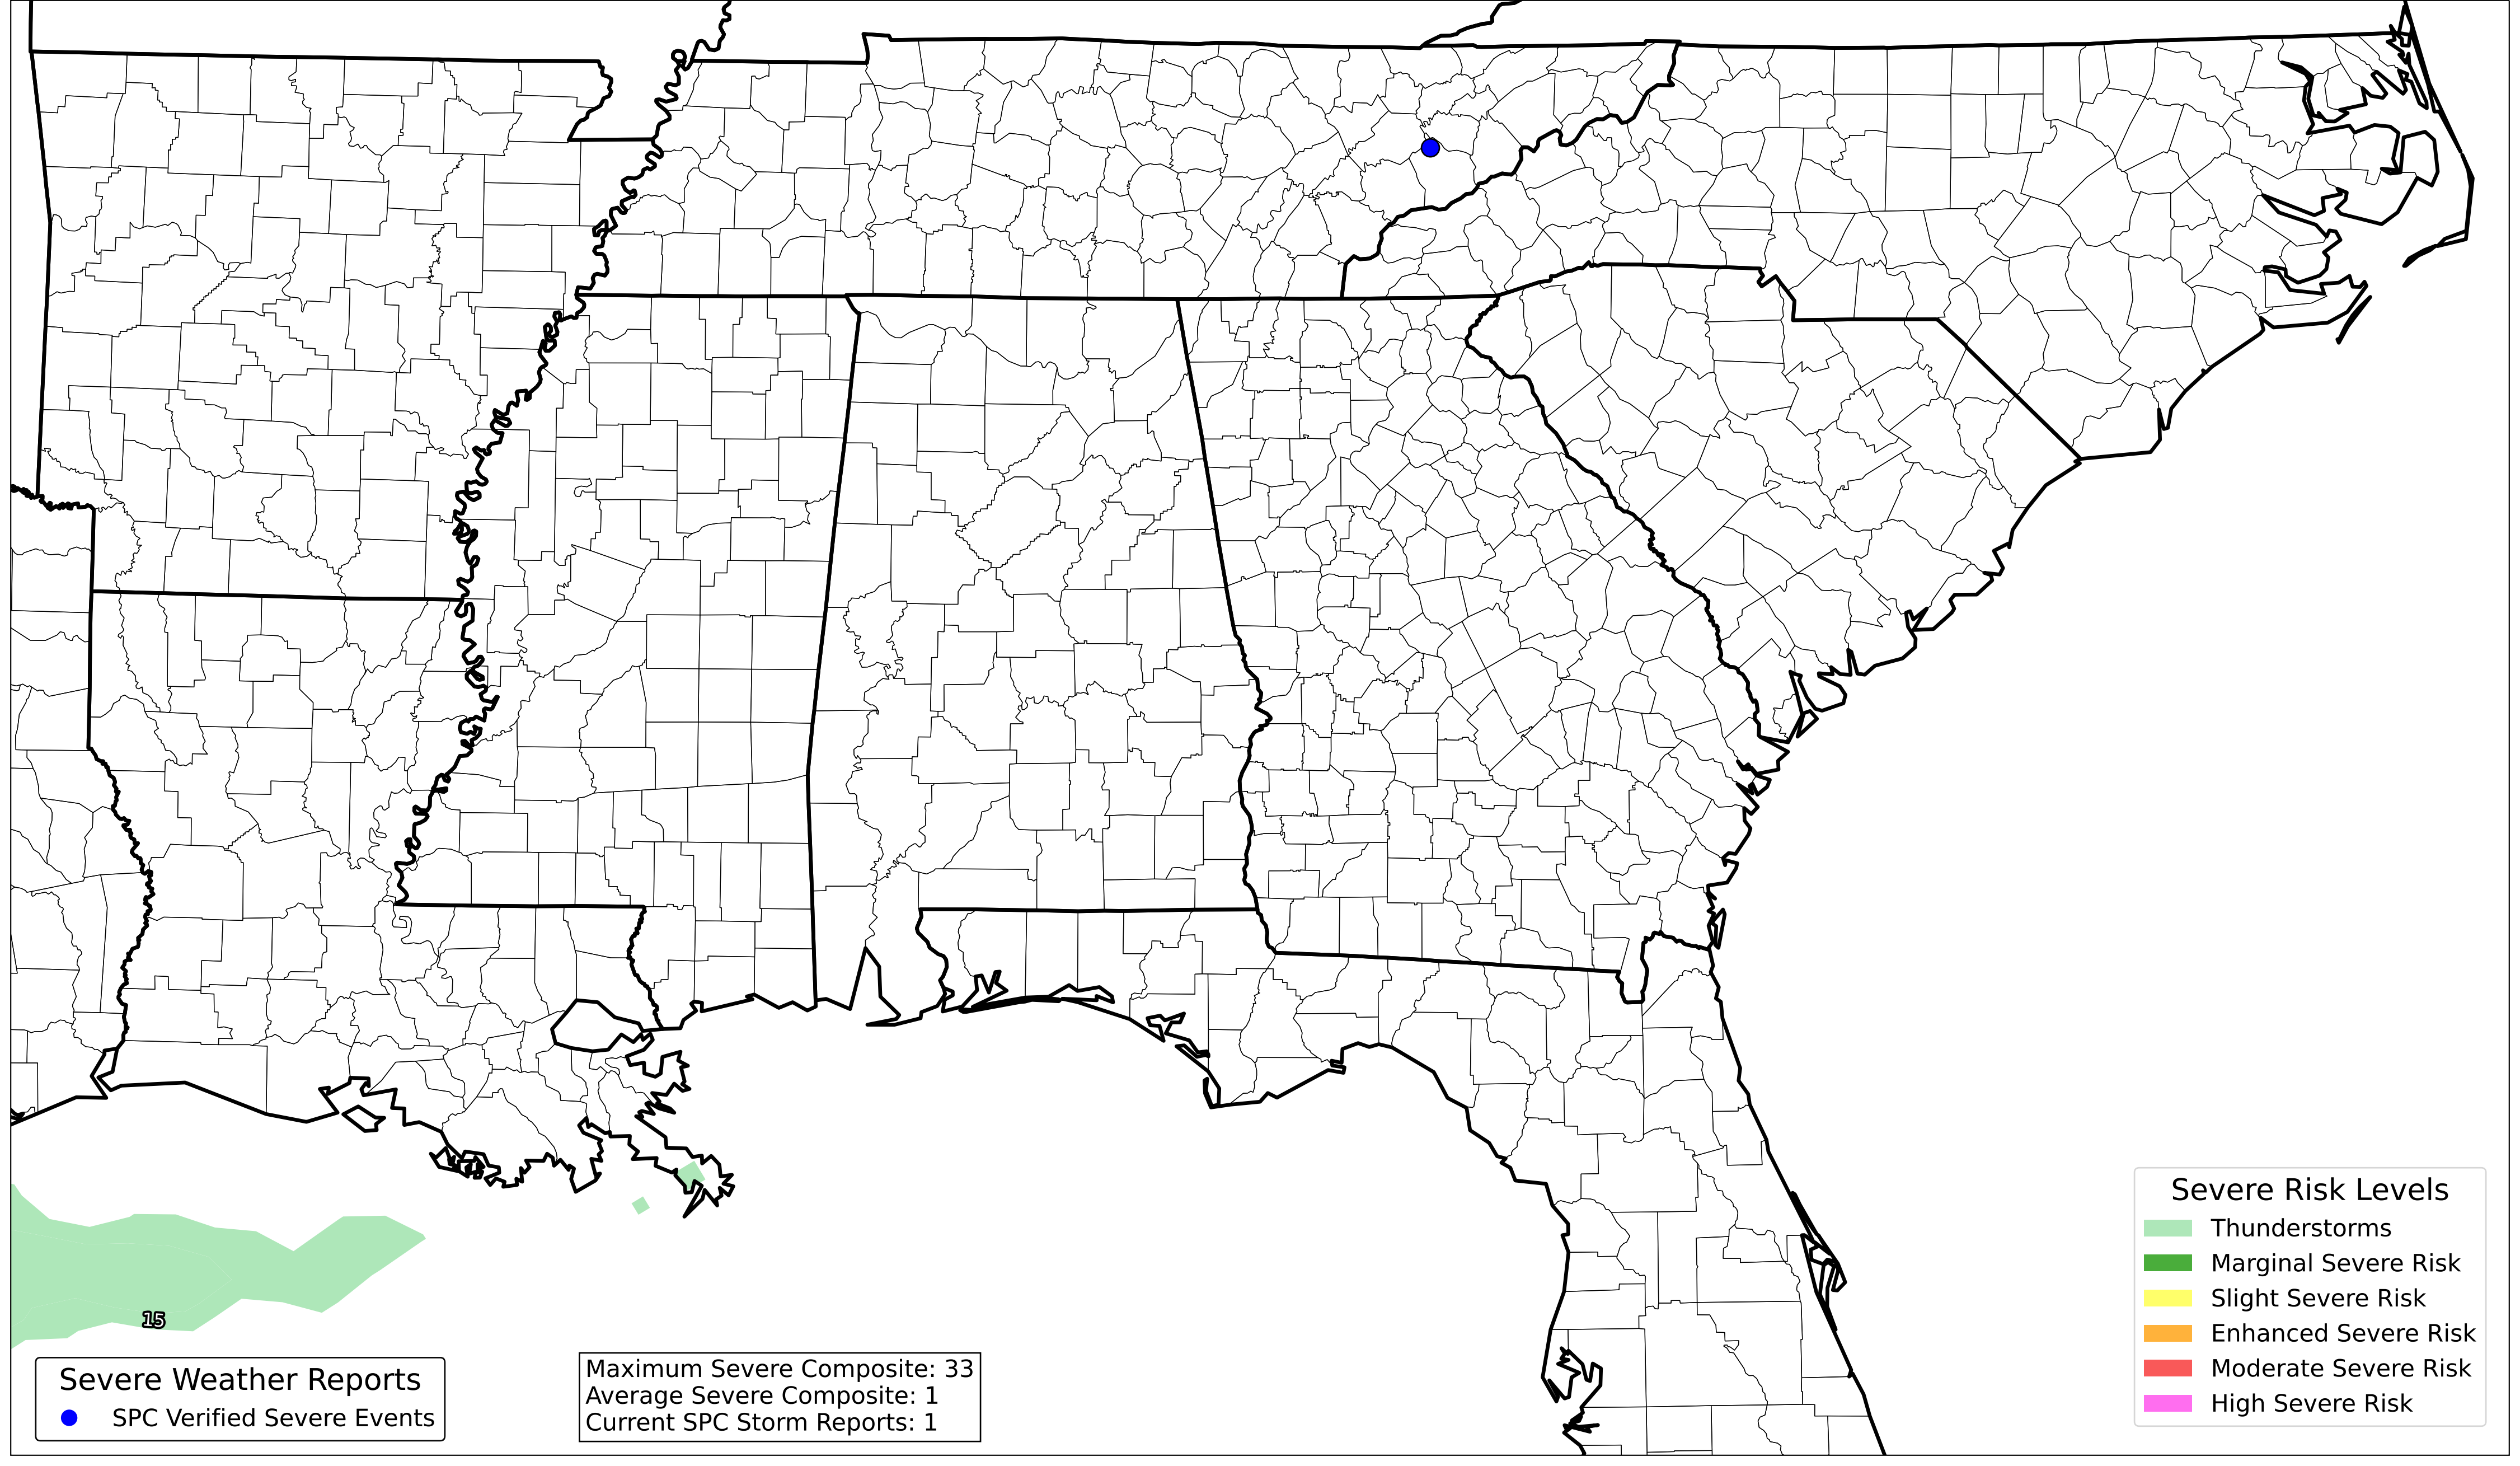 15
Severe Weather Reports
SPC Verified Severe Events
Maximum Severe Composite: 33
Average Severe Composite: 1
Current SPC Storm Reports: 1
Severe Risk Levels
Thunderstorms
Marginal Severe Risk
Slight Severe Risk
Enhanced Severe Risk
Moderate Severe Risk
High Severe Risk